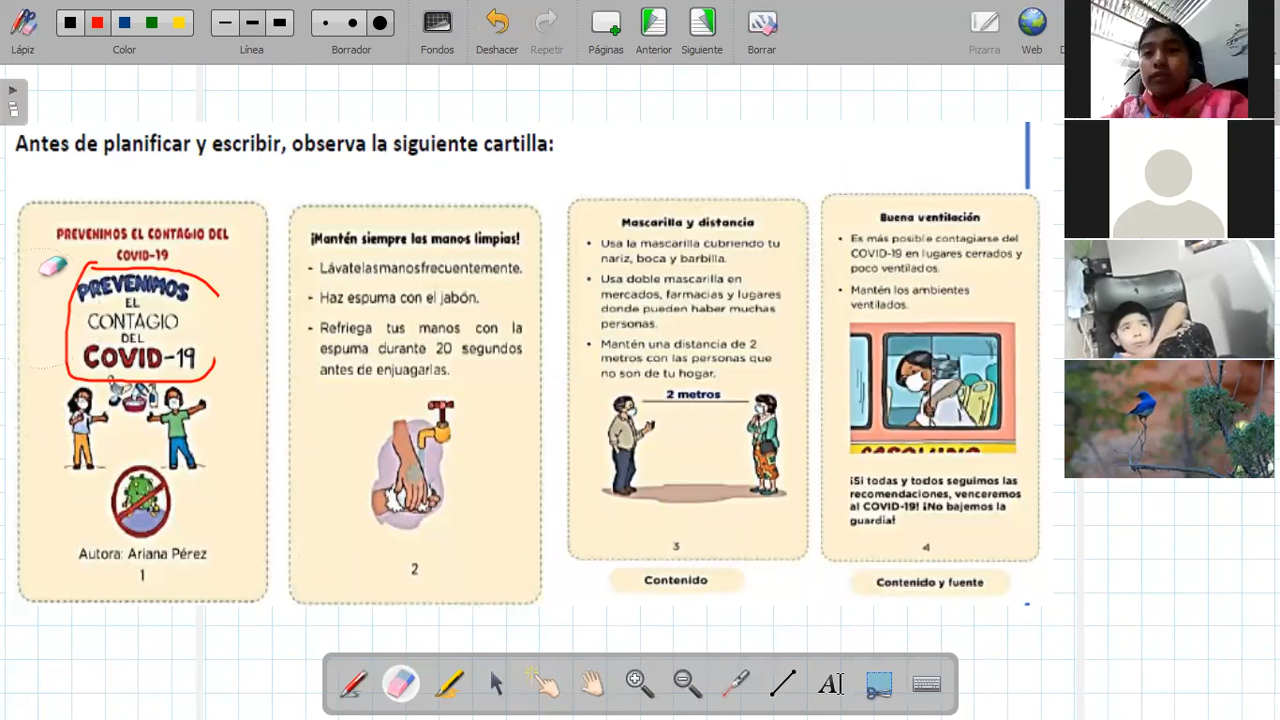 Lápiz
Color
Línea
Borrador
Fondos
Deshacer
Repetir
Páginas
Anterior
Siguiente
Borrar
Pizarra
Web
Antes de planificar y escribir, observa la siguiente cartilla:
PREVENIMOS EL CONTAGIO DEL
COVID-19
PREVENIMOS
EL
CONTAGIO
DEL
COVID-19
Autora: Ariana Pérez
1
¡Mantén siempre las manos limpias!
- Lávatelasmanosfrecuentemente.
- Haz espuma con el jabón.
- Refriega tus manos con la
espuma durante 20 segundos
antes de enjuagarlas.
2
Mascarilla y distancia
• Usa la mascarilla cubriendo tu
nariz, boca y barbilla.
• Usa doble mascarilla en
mercados, farmacias y lugares
donde pueden haber muchas
personas.
• Mantén una distancia de 2
metros con las personas que
no son de tu hogar.
2 metros
3
Contenido
Buena ventilación
• Es más posible contagiarse del
COVID-19 en lugares cerrados y
poco ventilados.
• Mantén los ambientes
ventilados.
¡Si todas y todos seguimos las
recomendaciones, venceremos
al COVID-19! ¡No bajemos la
guardia!
4
Contenido y fuente